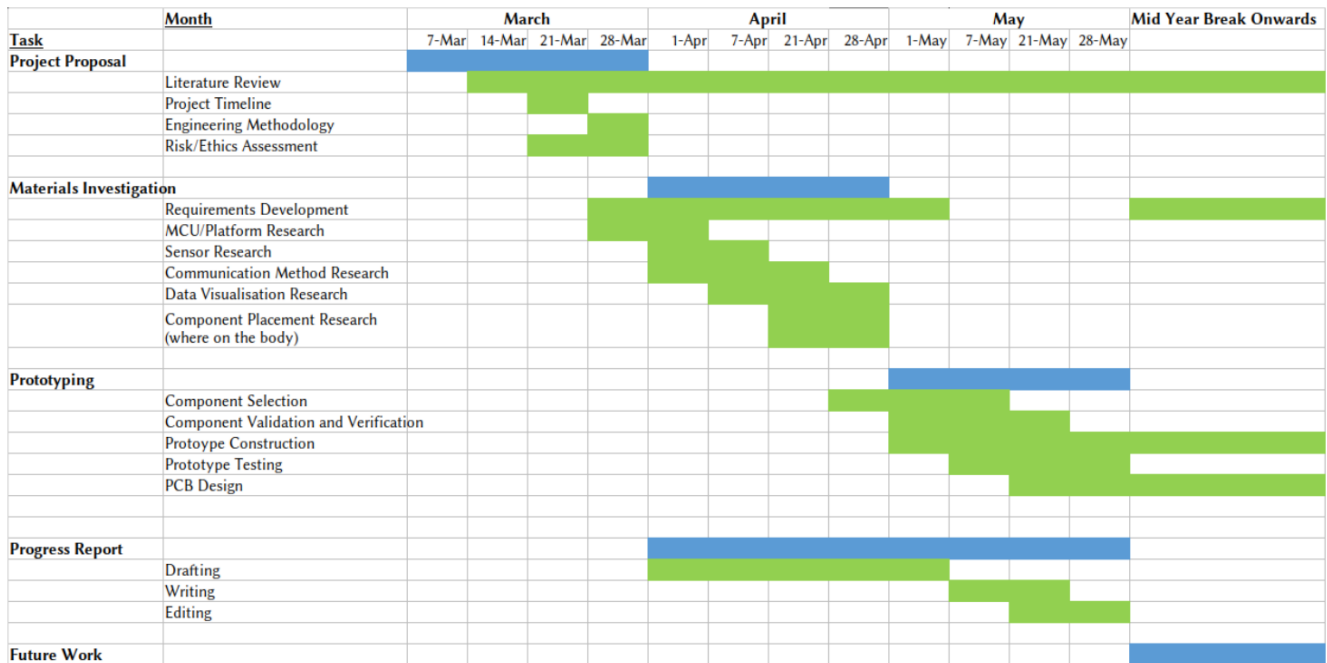 Month March April May Mid Year Break Onwards
Task 7-Mar 14-Mar 21-Mar 28-Mar 1-Apr 7-Apr 21-Apr 28-Apr 1-May 7-May 21-May 28-May
Project Proposal
Literature Review
Project Timeline
Engineering Methodology
Risk/Ethics Assessment
Materials Investigation
Requirements Development
MCU/Platform Research
Sensor Research
Communication Method Research
Data Visualisation Research
Component Placement Research
(where on the body)
Prototyping
Component Selection
Component Validation and Verification
Protoype Construction
Prototype Testing
PCB Design
Progress Report
Drafting
Writing
Editing
Future Work